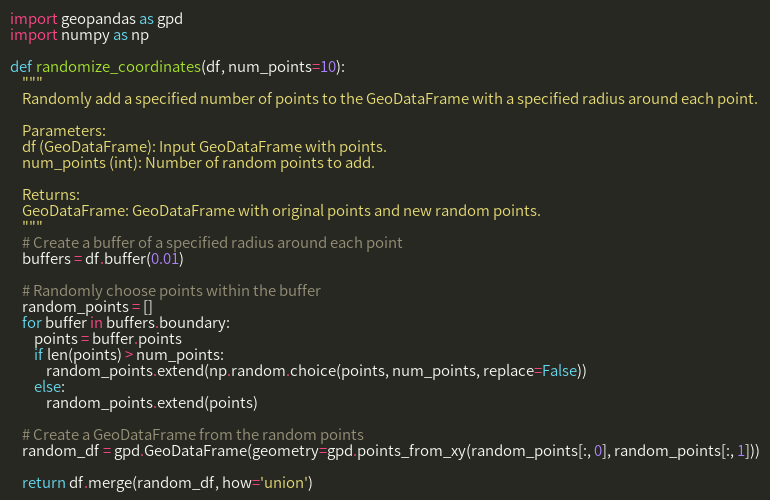 import geopandas as gpd
import numpy as np
def randomize_coordinates(df, num_points=10):
"""
Randomly add a specified number of points to the GeoDataFrame with a specified radius around each point.
Parameters:
df (GeoDataFrame): Input GeoDataFrame with points.
num_points (int): Number of random points to add.
Returns:
GeoDataFrame: GeoDataFrame with original points and new random points.
"""
# Create a buffer of a specified radius around each point
buffers = df.buffer(0.01)
# Randomly choose points within the buffer
random_points = []
for buffer in buffers.boundary:
points = buffer.points
if len(points) > num_points:
random_points.extend(np.random.choice(points, num_points, replace=False))
else:
random_points.extend(points)
# Create a GeoDataFrame from the random points
random_df = gpd.GeoDataFrame(geometry=gpd.points_from_xy(random_points[:, 0], random_points[:, 1]))
return df.merge(random_df, how='union')